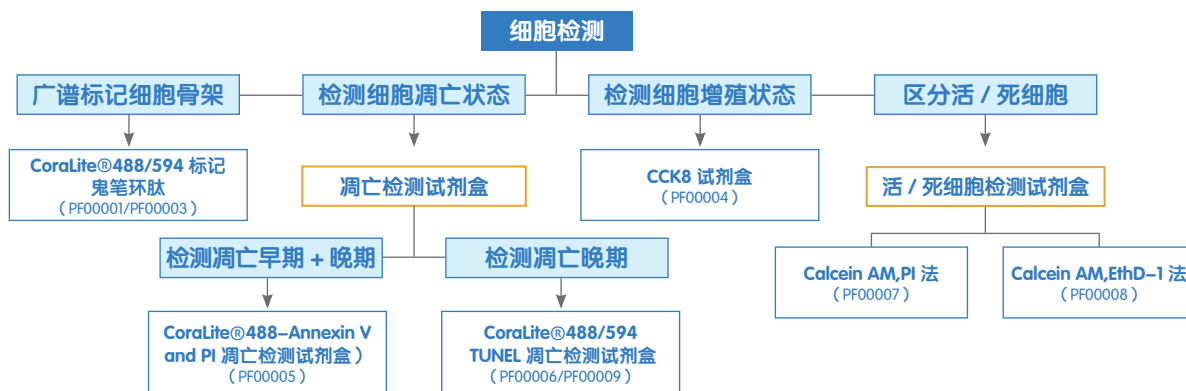 细胞检测
广谱标记细胞骨架
检测细胞凋亡状态
检测细胞增殖状态
区分活 / 死细胞
CoraLite®488/594 标记
鬼笔环肽
（PF00001/PF00003）
凋亡检测试剂盒
CCK8 试剂盒
（PF00004）
活 / 死细胞检测试剂盒
检测凋亡早期 + 晚期
检测凋亡晚期
Calcein AM,PI 法
（PF00007）
Calcein AM,EthD-1 法
（PF00008）
CoraLite®488-Annexin V
and PI 凋亡检测试剂盒）
（PF00005）
CoraLite®488/594
TUNEL 凋亡检测试剂盒
（PF00006/PF00009）